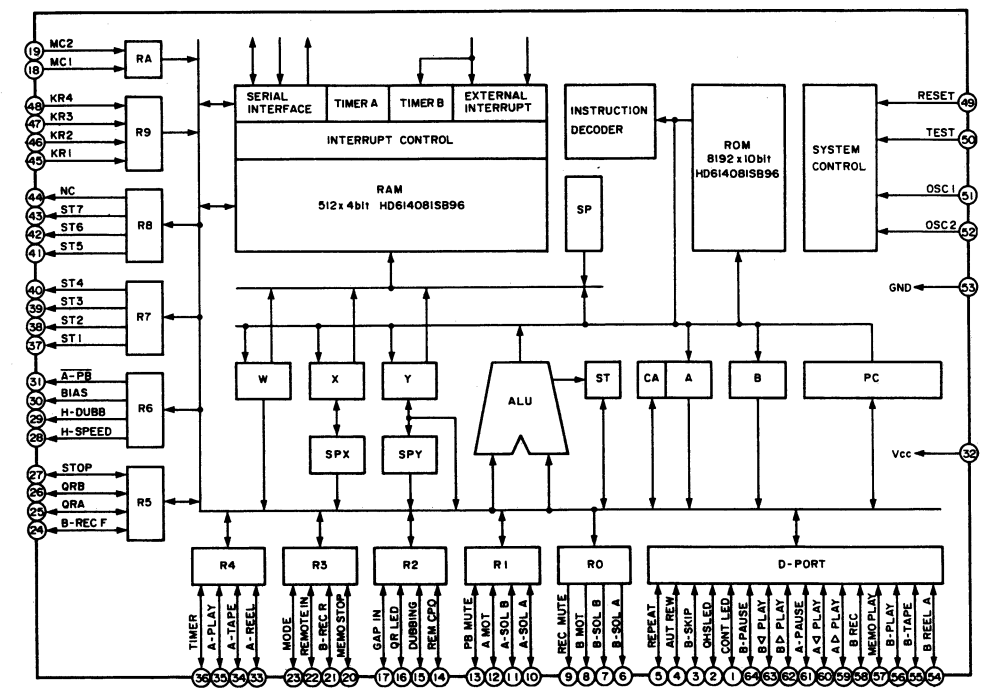 19 MC2
18 MC1
RA
48 KR4
47 KR3
46 KR2
45 KR1
R9
44 NC
43 ST7
42 ST6
41 ST5
R8
40 ST4
39 ST3
38 ST2
37 ST1
R7
31 A-PB
30 BIAS
29 H-DUBB
28 H-SPEED
R6
27 STOP
26 QRB
25 QRA
24 B-REC F
R5
SERIAL INTERFACE
TIMER A
TIMER B
EXTERNAL INTERRUPT
INTERRUPT CONTROL
RAM
512x4bit HD614081SB96
INSTRUCTION DECODER
SP
ROM
8192x10bit
HD614081SB96
SYSTEM CONTROL
RESET 49
TEST 50
OSC1 51
OSC2 52
GND 53
Vcc 32
W
X
Y
SPX
SPY
ALU
ST
CA
A
B
PC
R4
R3
R2
R1
R0
D-PORT
TIMER 36
A-PLAY 35
A-TAPE 34
A-REEL 33
MODE 23
REMOTE IN 22
B-REC R 21
MEMO STOP 20
GAP IN 17
QR LED 16
DUBBING 15
REM CPO 14
PB MUTE 13
A MOT 12
A-SOL B 11
A-SOL A 10
REC MUTE 9
B MOT 8
B-SOL B 7
B-SOL A 6
REPEAT 5
AUT REW 4
B-SKIP 3
QHSLED 2
CONT LED 1
B-PAUSE 64
B◁ PLAY 63
B▷ PLAY 62
A-PAUSE 61
A◁ PLAY 60
A▷ PLAY 59
B REC 58
MEMO PLAY 57
B-PLAY 56
B-TAPE 55
B REEL A 54